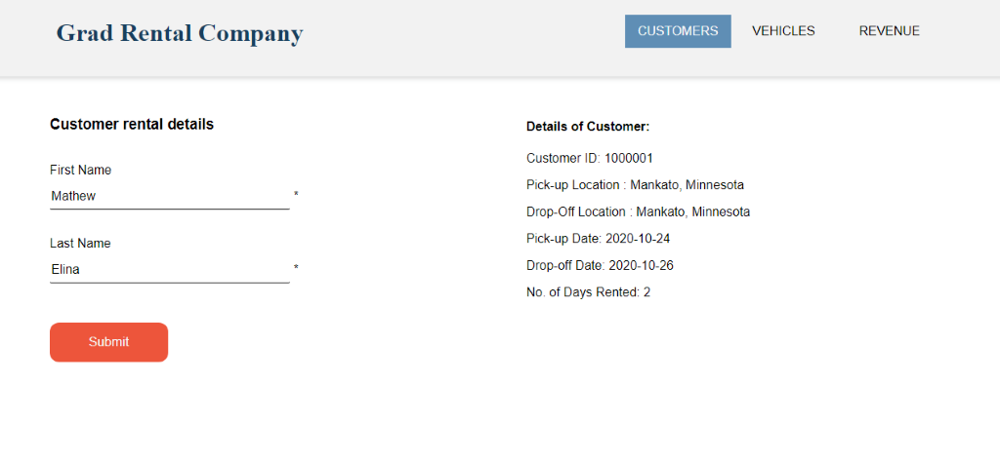 Grad Rental Company
CUSTOMERS VEHICLES REVENUE
Customer rental details
First Name
Mathew *
Last Name
Elina *
Submit
Details of Customer:
Customer ID: 1000001
Pick-up Location : Mankato, Minnesota
Drop-Off Location : Mankato, Minnesota
Pick-up Date: 2020-10-24
Drop-off Date: 2020-10-26
No. of Days Rented: 2